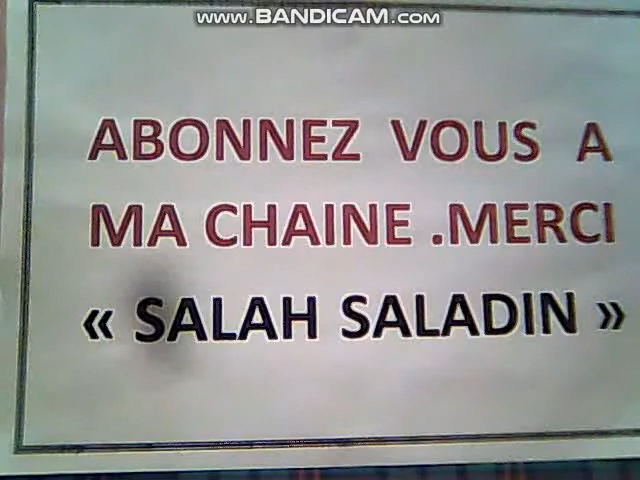 WWW.BANDICAM.COM
ABONNEZ VOUS A
MA CHAINE .MERCI
« SALAH SALADIN »